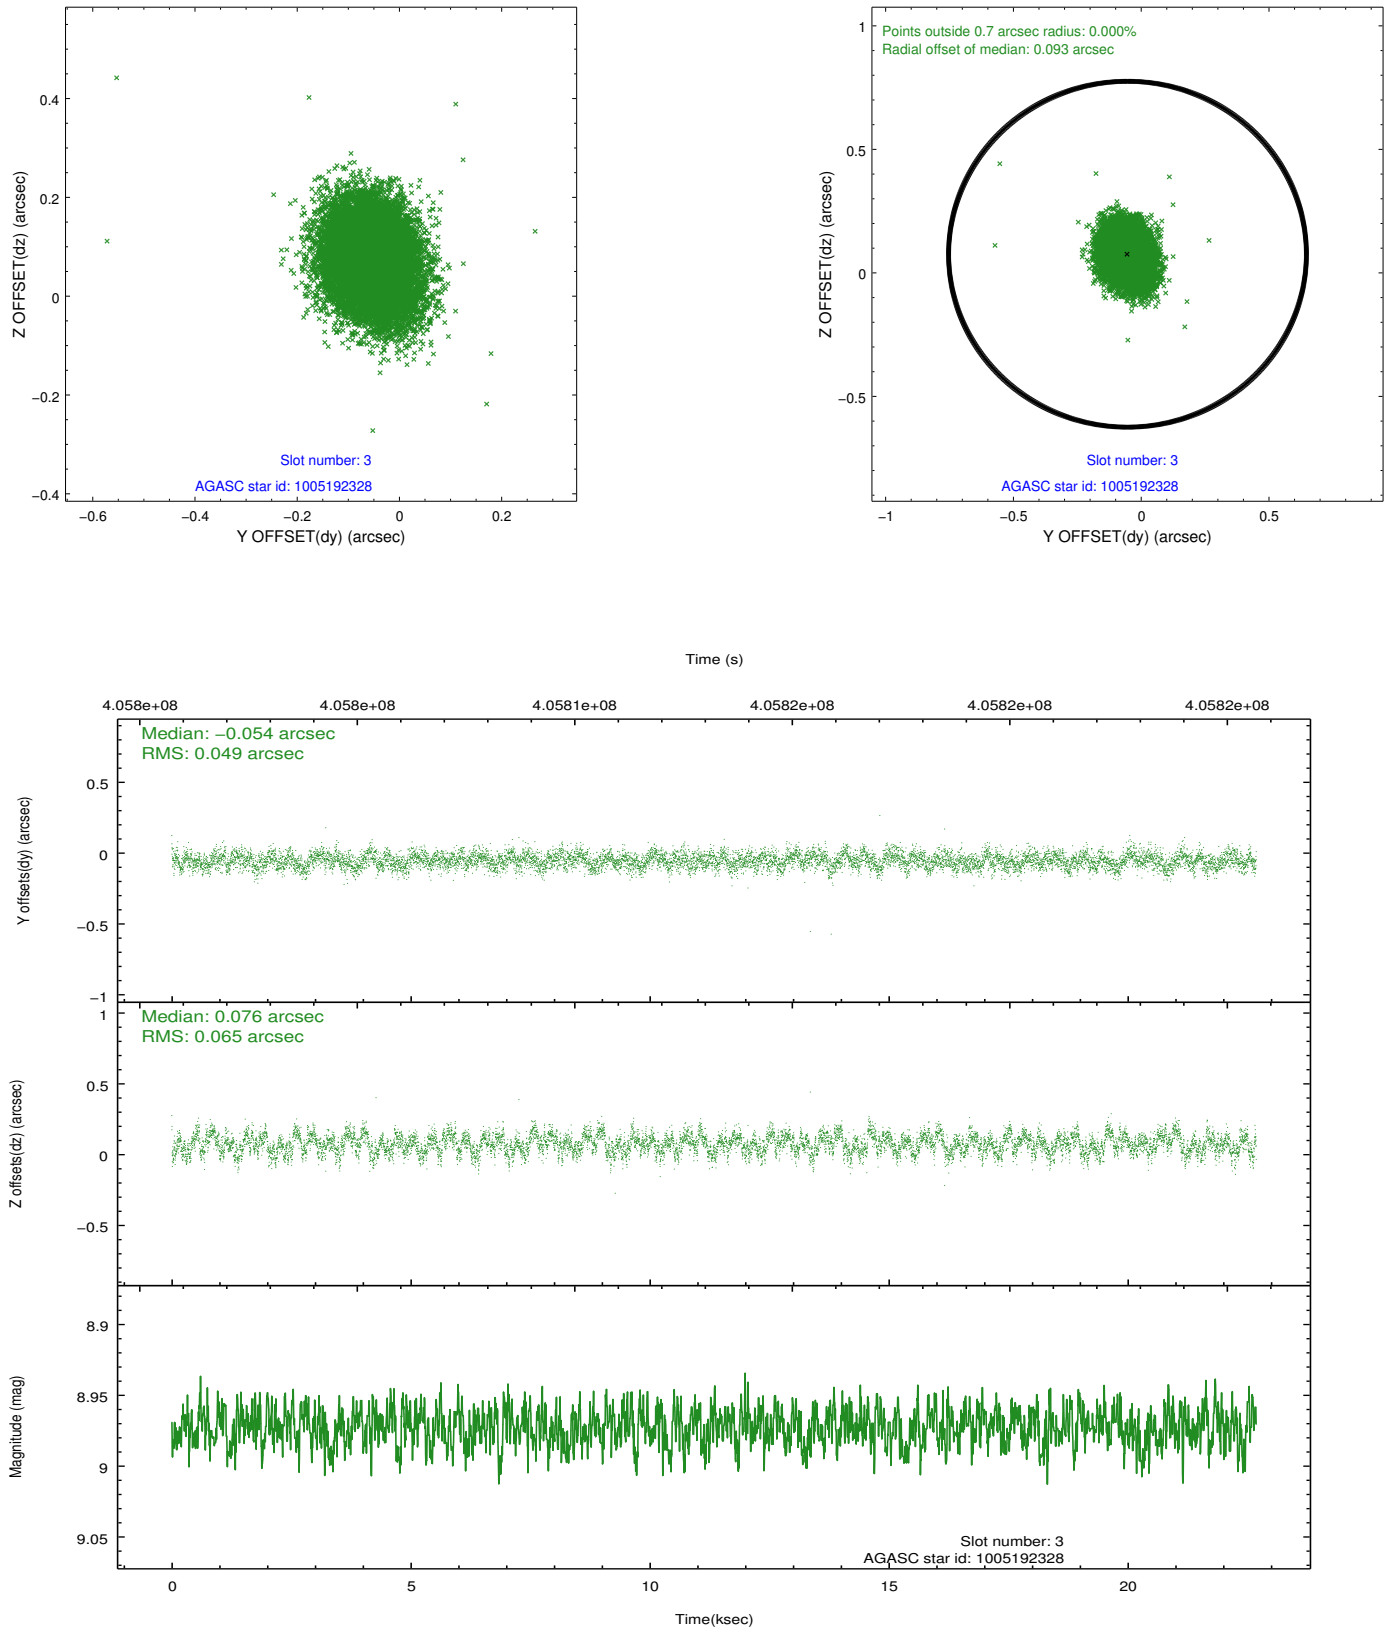 0.4
0.2
0
−0.2
−0.4
Z OFFSET(dz) (arcsec)
Slot number: 3
AGASC star id: 1005192328
−0.6 −0.4 −0.2 0 0.2
Y OFFSET(dy) (arcsec)
Points outside 0.7 arcsec radius: 0.000%
Radial offset of median: 0.093 arcsec
1
0.5
0
−0.5
Z OFFSET(dz) (arcsec)
Slot number: 3
AGASC star id: 1005192328
−1 −0.5 0 0.5
Y OFFSET(dy) (arcsec)
Time (s)
4.058e+08 4.058e+08 4.0581e+08 4.0582e+08 4.0582e+08 4.0582e+08
Median: −0.054 arcsec
RMS: 0.049 arcsec
0.5
0
−0.5
−1
Y offsets(dy) (arcsec)
Median: 0.076 arcsec
RMS: 0.065 arcsec
1
0.5
0
−0.5
Z offsets(dz) (arcsec)
8.9
8.95
9
9.05
Magnitude (mag)
Slot number: 3
AGASC star id: 1005192328
0 5 10 15 20
Time(ksec)